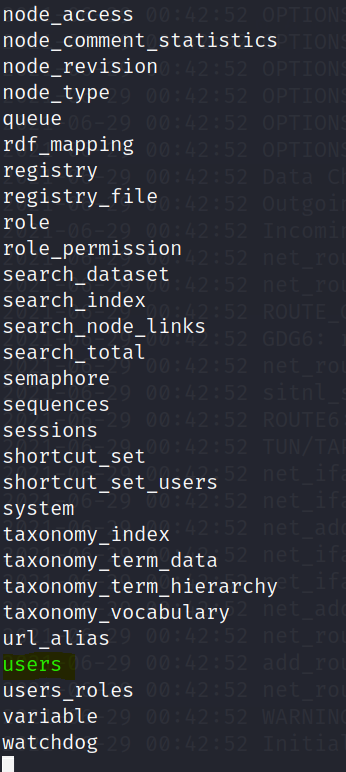 node_access
node_comment_statistics
node_revision
node_type
queue
rdf_mapping
registry
registry_file
role
role_permission
search_dataset
search_index
search_node_links
search_total
semaphore
sequences
sessions
shortcut_set
shortcut_set_users
system
taxonomy_index
taxonomy_term_data
taxonomy_term_hierarchy
taxonomy_vocabulary
url_alias
users
users_roles
variable
watchdog